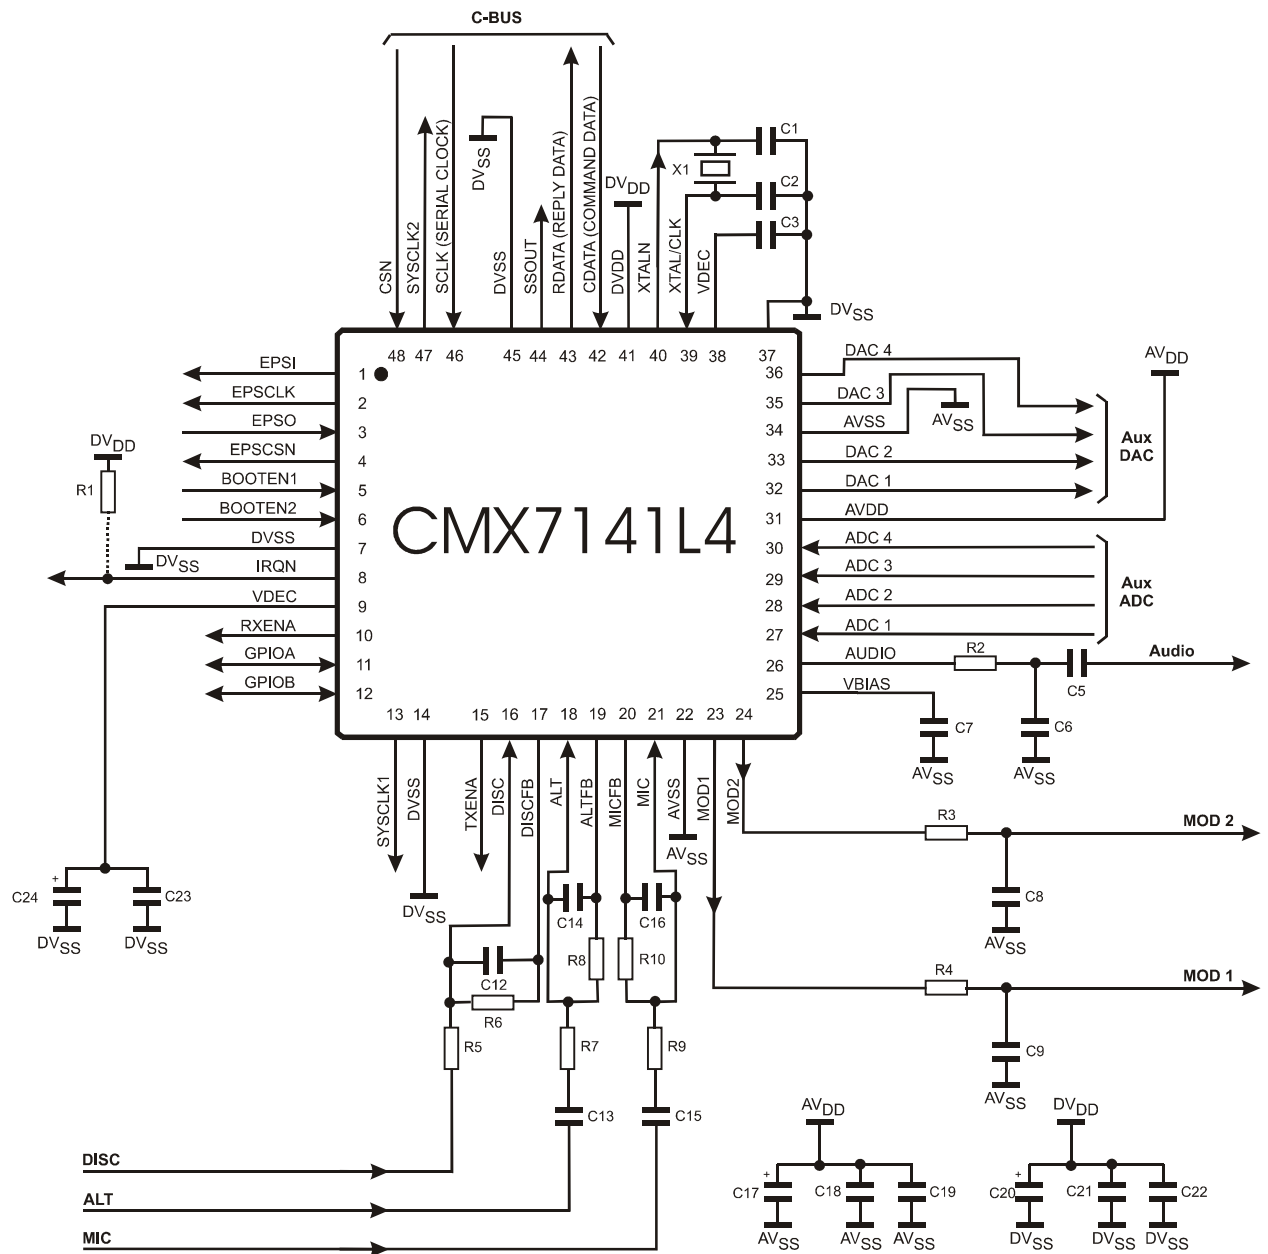 C-BUS
CSN
SYSCLK2
SCLK (SERIAL CLOCK)
DVSS
DVSS
SSOUT
RDATA (REPLY DATA)
CDATA (COMMAND DATA)
DVDD
DVDD
XTALN
XTAL/CLK
VDEC
X1
C1
C2
C3
DVSS
48 47 46 45 44 43 42 41 40 39 38 37
EPSI 1
EPSCLK 2
EPSO 3
EPSCSN 4
BOOTEN1 5
BOOTEN2 6
DVSS 7
DVSS
IRQN 8
VDEC 9
RXENA 10
GPIOA 11
GPIOB 12
DVDD
R1
CMX7141L4
36 DAC 4
35 DAC 3
34 AVSS
AVSS
33 DAC 2
32 DAC 1
31 AVDD
AVDD
Aux
DAC
30 ADC 4
29 ADC 3
28 ADC 2
27 ADC 1
Aux
ADC
26 AUDIO
R2
C5
Audio
25 VBIAS
C7
AVSS
C6
AVSS
13 14 15 16 17 18 19 20 21 22 23 24
SYSCLK1
DVSS
TXENA
DISC
DISCFB
ALT
ALTFB
MICFB
MIC
AVSS
MOD1
MOD2
AVSS
DVSS
R3
MOD 2
C8
AVSS
R4
MOD 1
C9
AVSS
+
C24
C23
DVSS
DVSS
C14
C16
R8
R10
C12
R6
R5
R7
R9
C13
C15
DISC
ALT
MIC
AVDD
+
C17
C18
C19
AVSS
AVSS
AVSS
DVDD
+
C20
C21
C22
DVSS
DVSS
DVSS